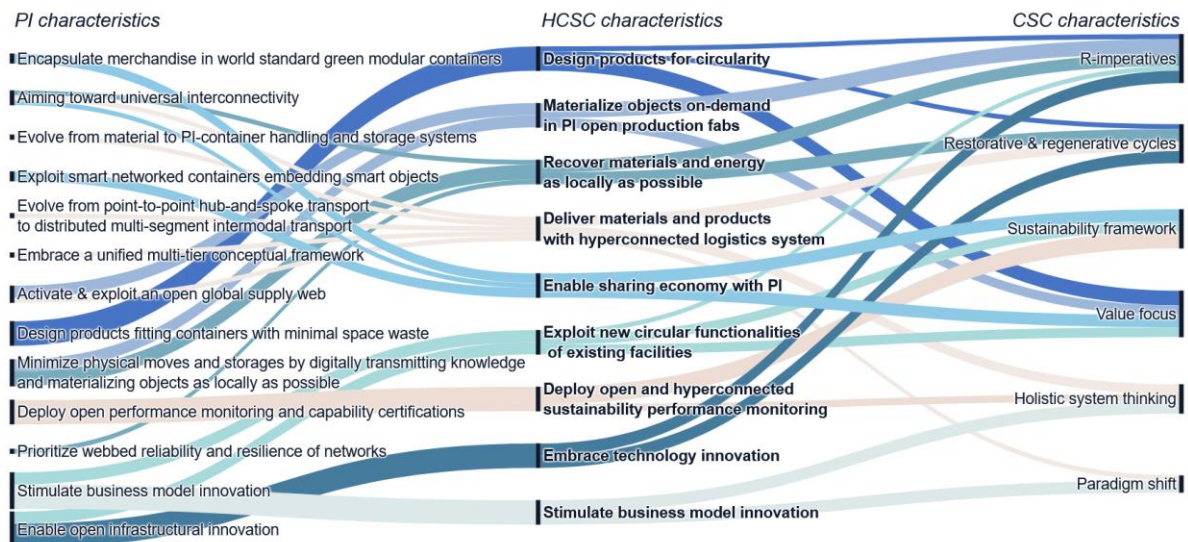 PI characteristics
HCSC characteristics
CSC characteristics
Encapsulate merchandise in world standard green modular containers
Aiming toward universal interconnectivity
Evolve from material to PI-container handling and storage systems
Exploit smart networked containers embedding smart objects
Evolve from point-to-point hub-and-spoke transport
to distributed multi-segment intermodal transport
Embrace a unified multi-tier conceptual framework
Activate & exploit an open global supply web
Design products fitting containers with minimal space waste
Minimize physical moves and storages by digitally transmitting knowledge
and materializing objects as locally as possible
Deploy open performance monitoring and capability certifications
Prioritize webbed reliability and resilience of networks
Stimulate business model innovation
Enable open infrastructural innovation
Design products for circularity
Materialize objects on-demand
in PI open production fabs
Recover materials and energy
as locally as possible
Deliver materials and products
with hyperconnected logistics system
Enable sharing economy with PI
Exploit new circular functionalities
of existing facilities
Deploy open and hyperconnected
sustainability performance monitoring
Embrace technology innovation
Stimulate business model innovation
R-imperatives
Restorative & regenerative cycles
Sustainability framework
Value focus
Holistic system thinking
Paradigm shift